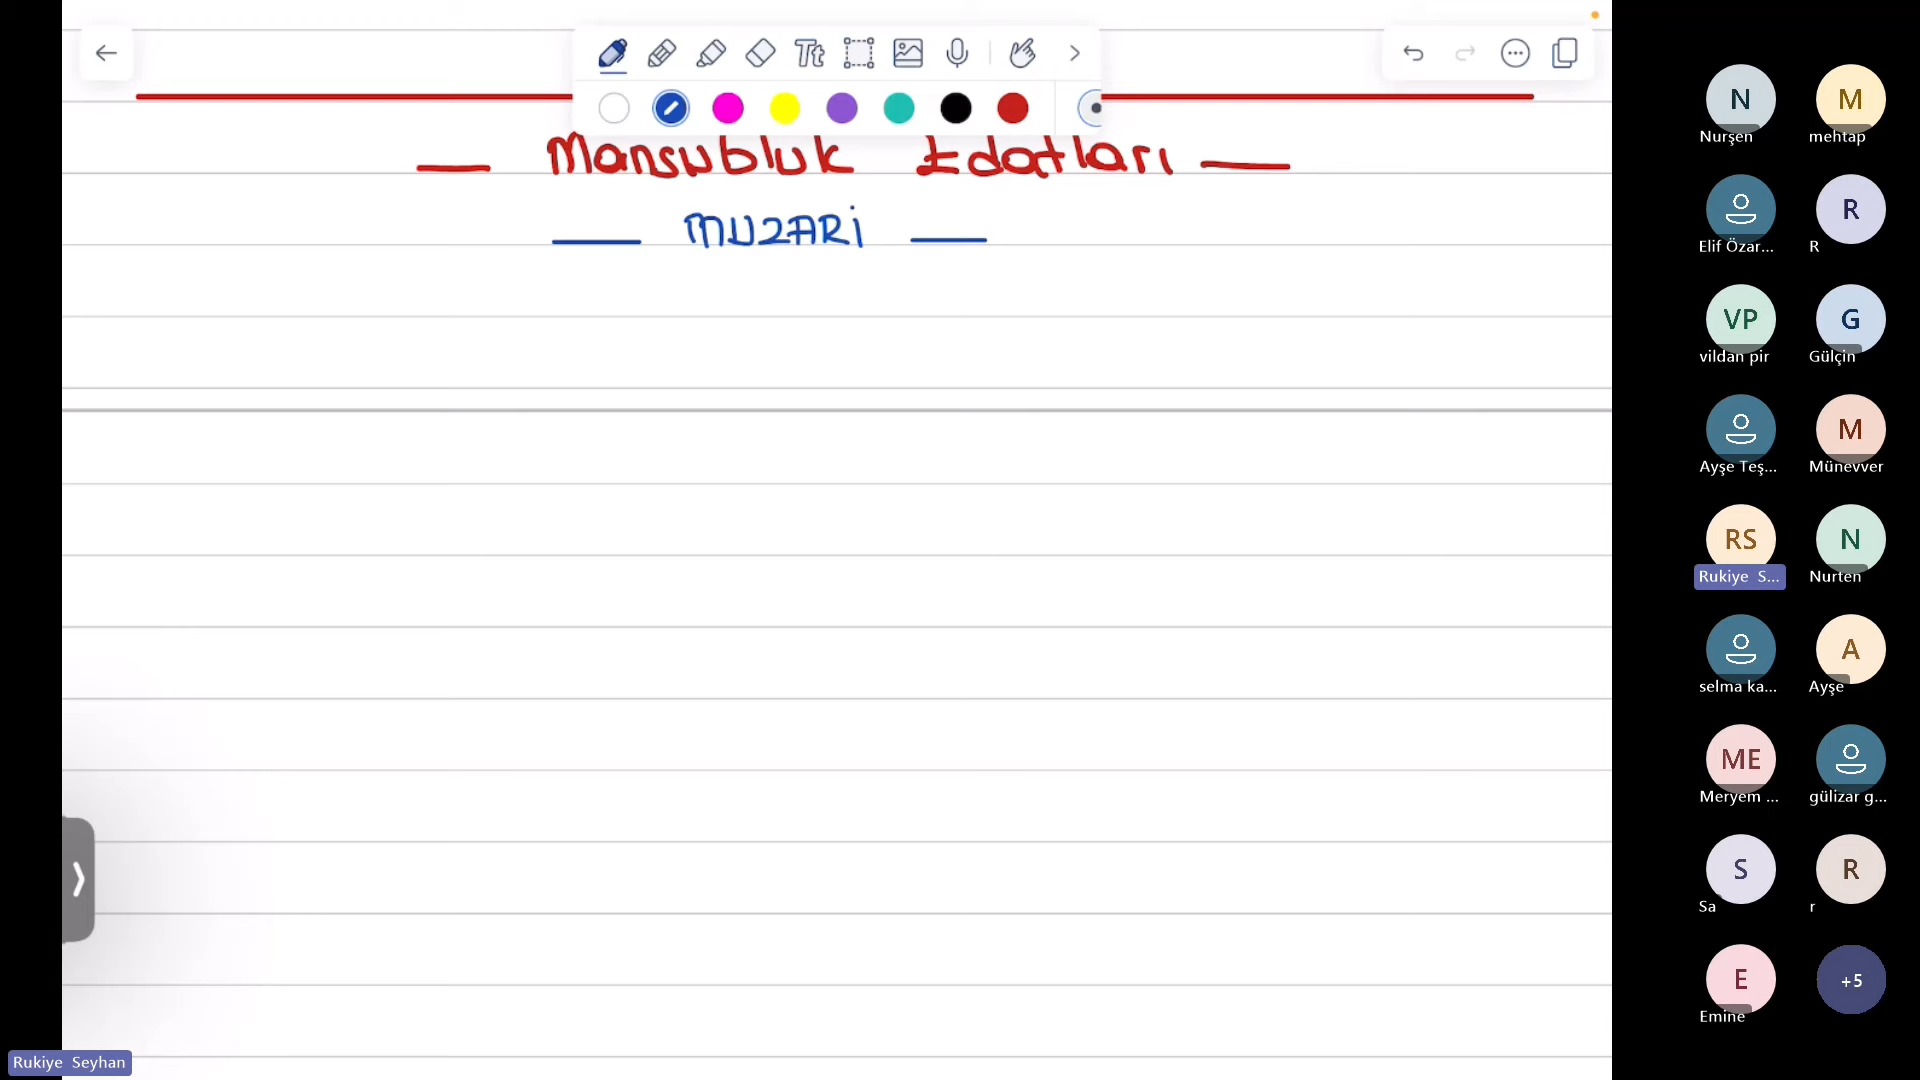 Tt
— Mansubluk Edatları —
— MUZARİ —
N
Nurşen
M
mehtap
Elif Özar...
R
R
VP
vildan pir
G
Gülçin
Ayşe Teş...
M
Münevver
RS
Rukiye S...
N
Nurten
selma ka...
A
Ayşe
ME
Meryem ...
gülizar g...
S
Sa
R
r
E
Emine
+5
Rukiye Seyhan